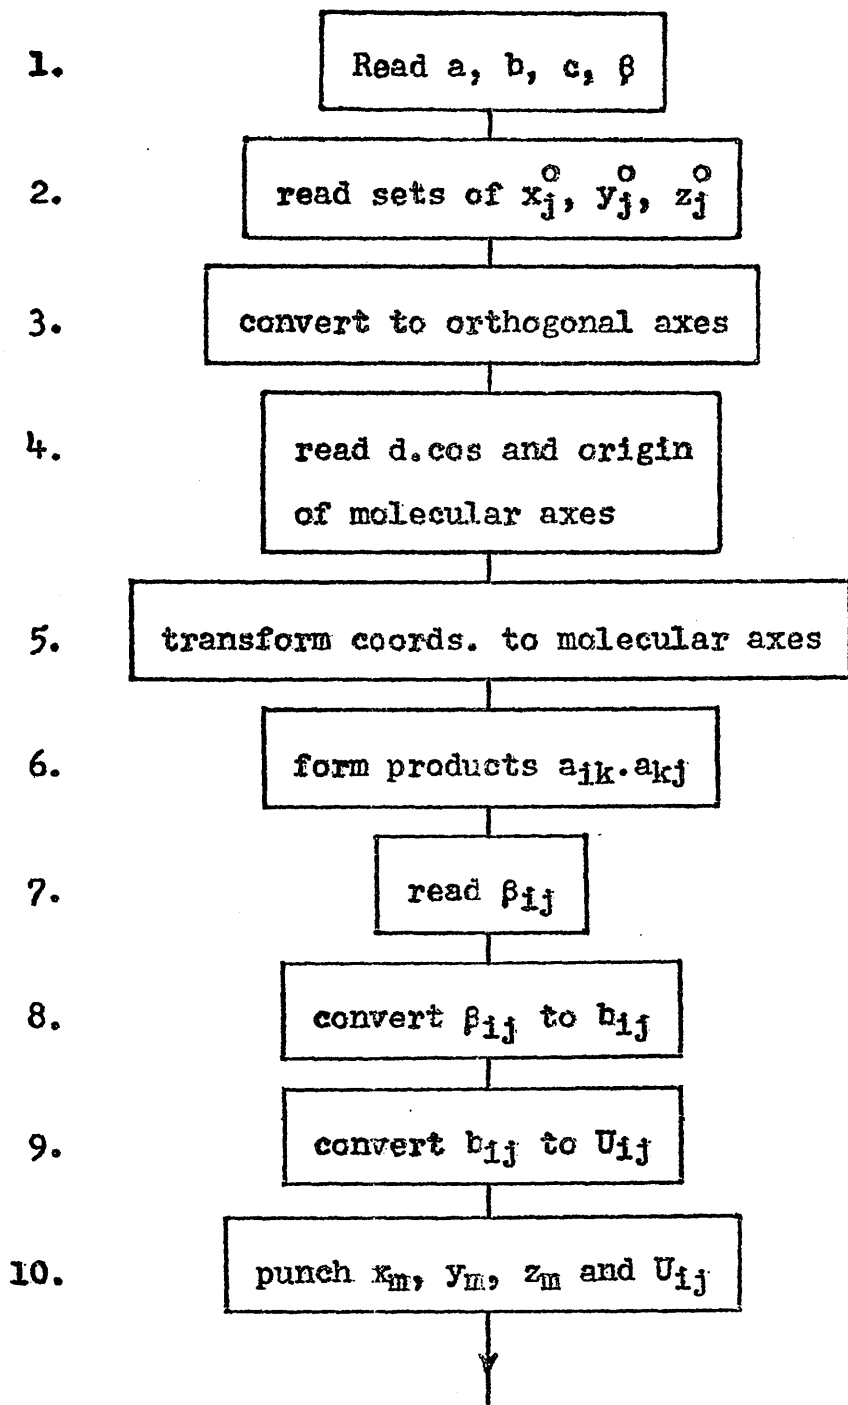 1. Read a, b, c, β
2. read sets of x°j, y°j, z°j
3. convert to orthogonal axes
4. read d.cos and origin
of molecular axes
5. transform coords. to molecular axes
6. form products aik.akj
7. read βij
8. convert βij to bij
9. convert bij to Uij
10. punch xm, ym, zm and Uij